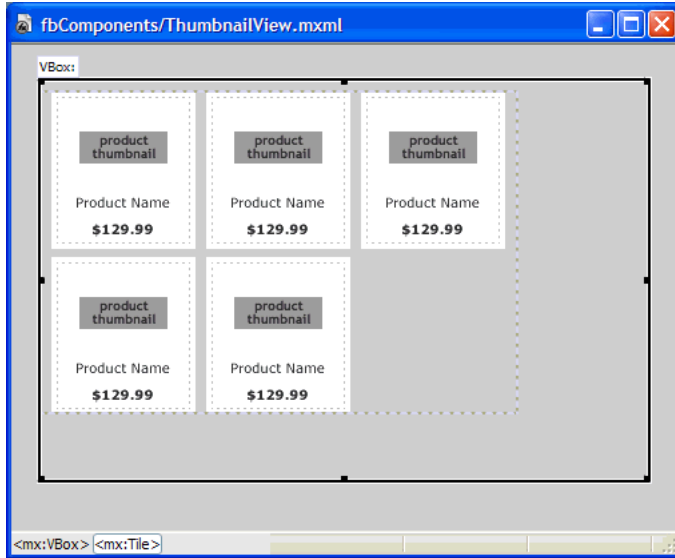 fbComponents/ThumbnailView.mxml
VBox:
product
thumbnail
Product Name
$129.99
product
thumbnail
Product Name
$129.99
product
thumbnail
Product Name
$129.99
product
thumbnail
Product Name
$129.99
product
thumbnail
Product Name
$129.99
<mx:VBox> <mx:Tile>